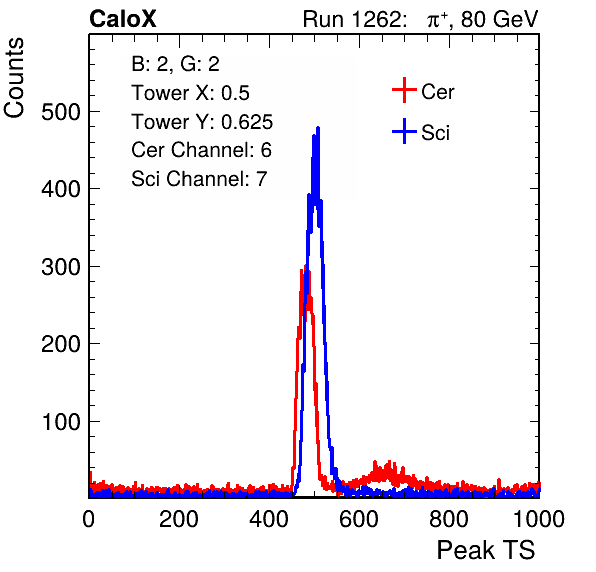 CaloX Run 1262: π⁺, 80 GeV
Counts
B: 2, G: 2
Tower X: 0.5
Tower Y: 0.625
Cer Channel: 6
Sci Channel: 7
Cer
Sci
500
400
300
200
100
0 200 400 600 800 1000
Peak TS